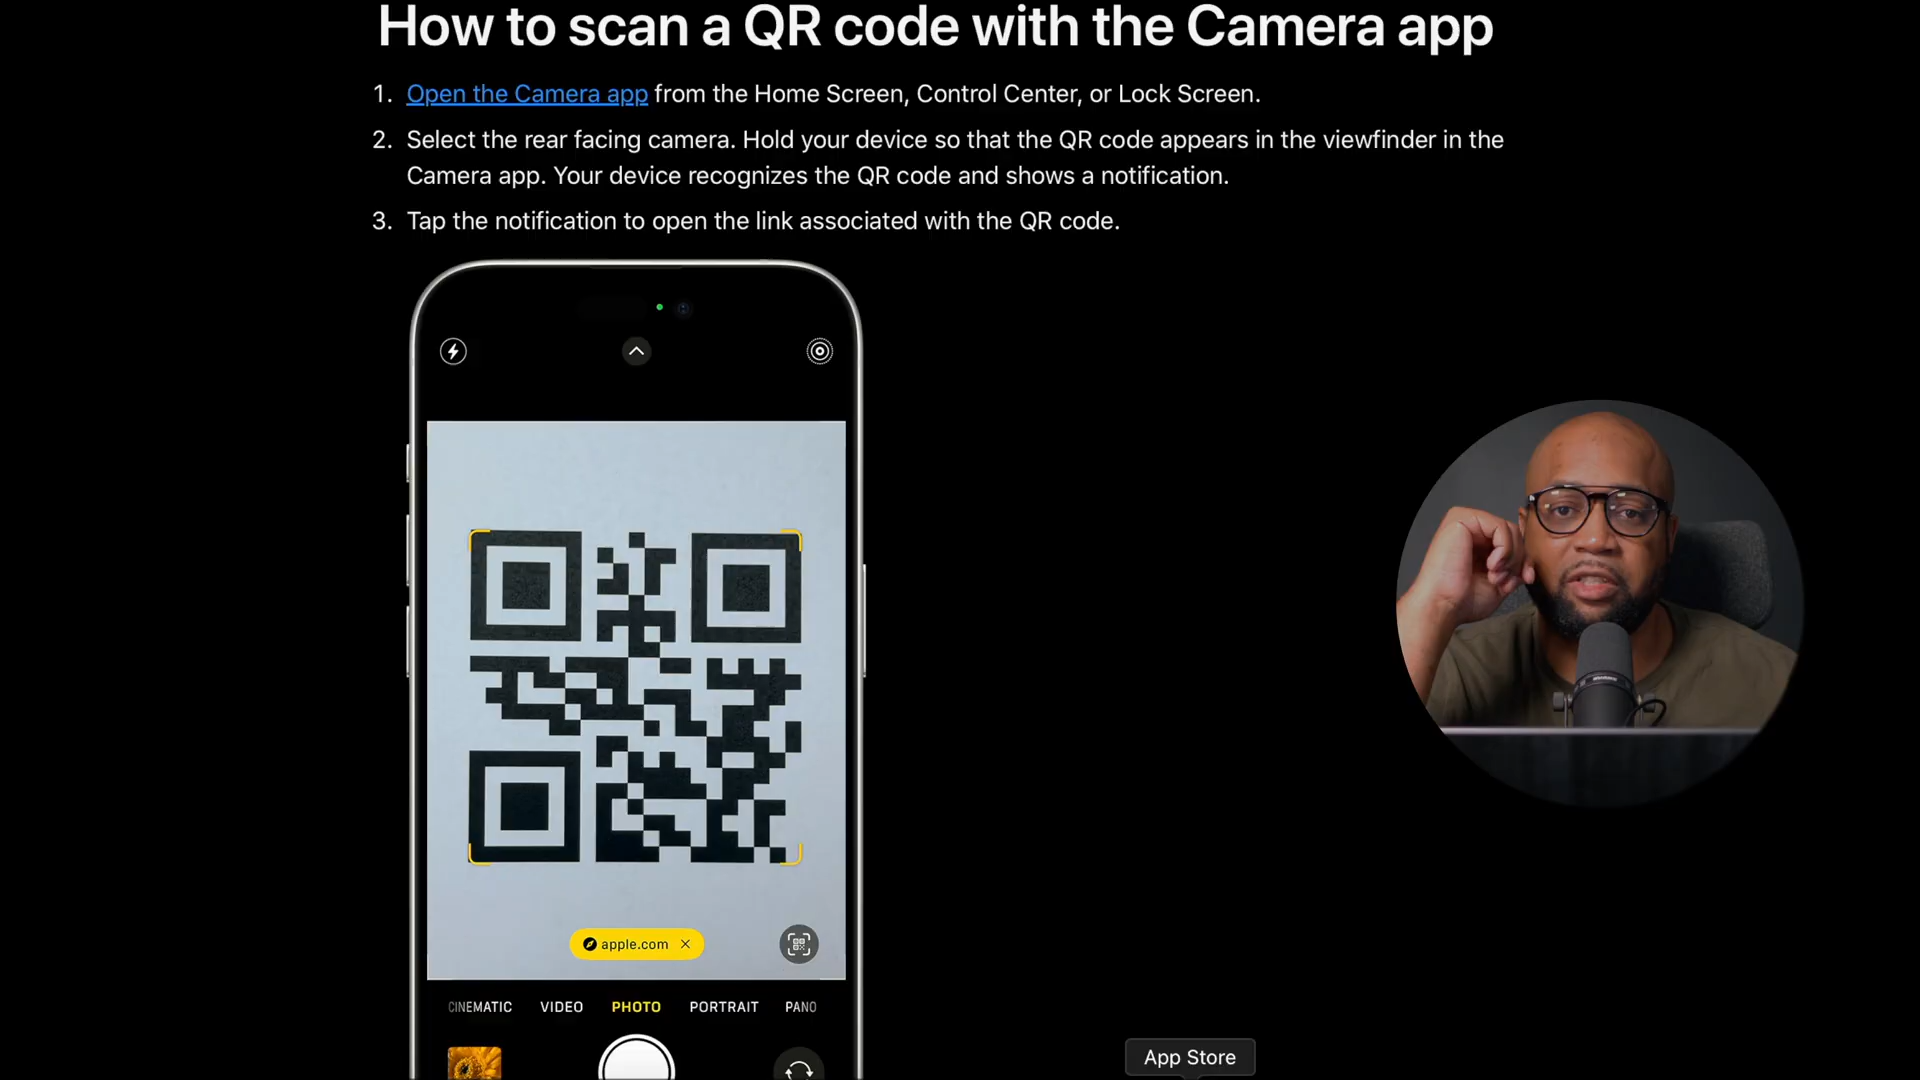 How to scan a QR code with the Camera app
1. Open the Camera app from the Home Screen, Control Center, or Lock Screen.
2. Select the rear facing camera. Hold your device so that the QR code appears in the viewfinder in the
Camera app. Your device recognizes the QR code and shows a notification.
3. Tap the notification to open the link associated with the QR code.
apple.com
CINEMATIC VIDEO PHOTO PORTRAIT PANO
App Store